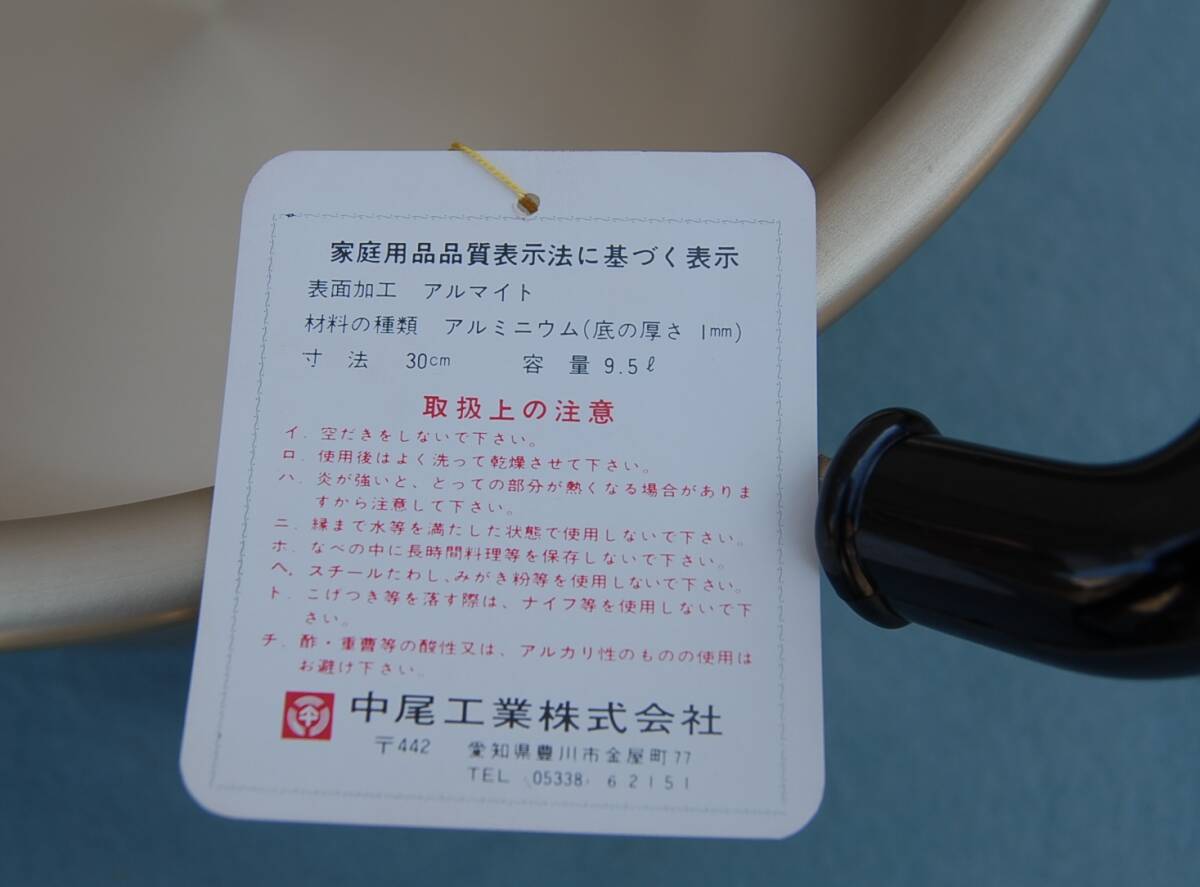 家庭用品品質表示法に基づく表示
表面加工 アルマイト
材料の種類 アルミニウム(底の厚さ 1mm)
寸法 30cm 容量 9.5ℓ
取扱上の注意
イ. 空だきをしないで下さい。
ロ. 使用後はよく洗って乾燥させて下さい。
ハ. 炎が強いと、とっての部分が熱くなる場合がありま
すから注意して下さい。
ニ. 縁まで水等を満たした状態で使用しないで下さい。
ホ. なべの中に長時間料理等を保存しないで下さい。
ヘ. スチールたわし、みがき粉等を使用しないで下さい。
ト. こげつき等を落す際は、ナイフ等を使用しないで下
さい。
チ. 酢・重曹等の酸性又は、アルカリ性のものの使用は
お避け下さい。
中 中尾工業株式会社
〒442 愛知県豊川市金屋町77
TEL (05338) 6 2151